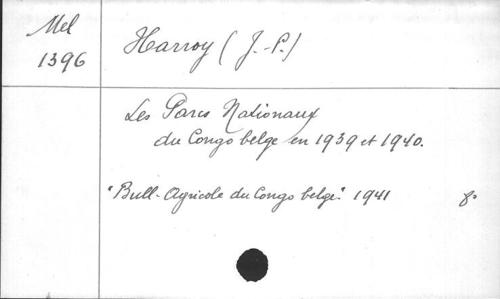 Mel
1396
Harroy (J.-P.)
Les Parcs Nationaux
du Congo belge en 1939 et 1940.
"Bull. Agricole du Congo belge" 1941 8°